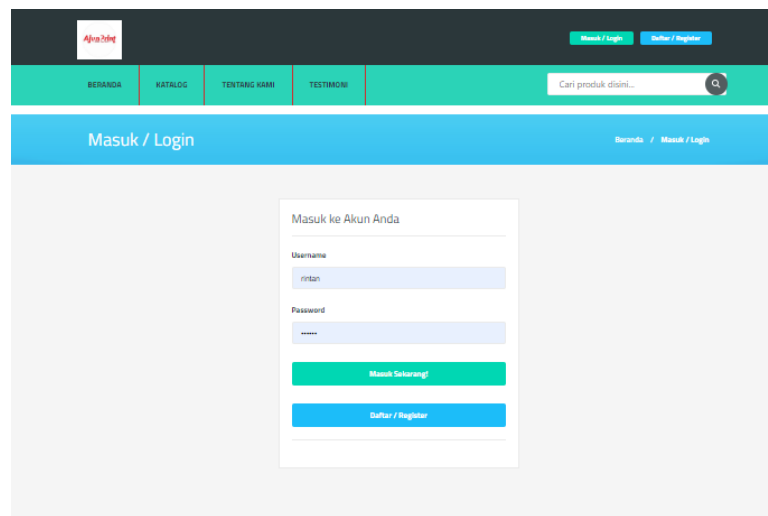 Masuk / Login
Daftar / Register
BERANDA
KATALOG
TENTANG KAMI
TESTIMONI
Cari produk disini...
Masuk / Login
Beranda / Masuk / Login
Masuk ke Akun Anda
Username
rintan
Password
••••••
Masuk Sekarang!
Daftar / Register